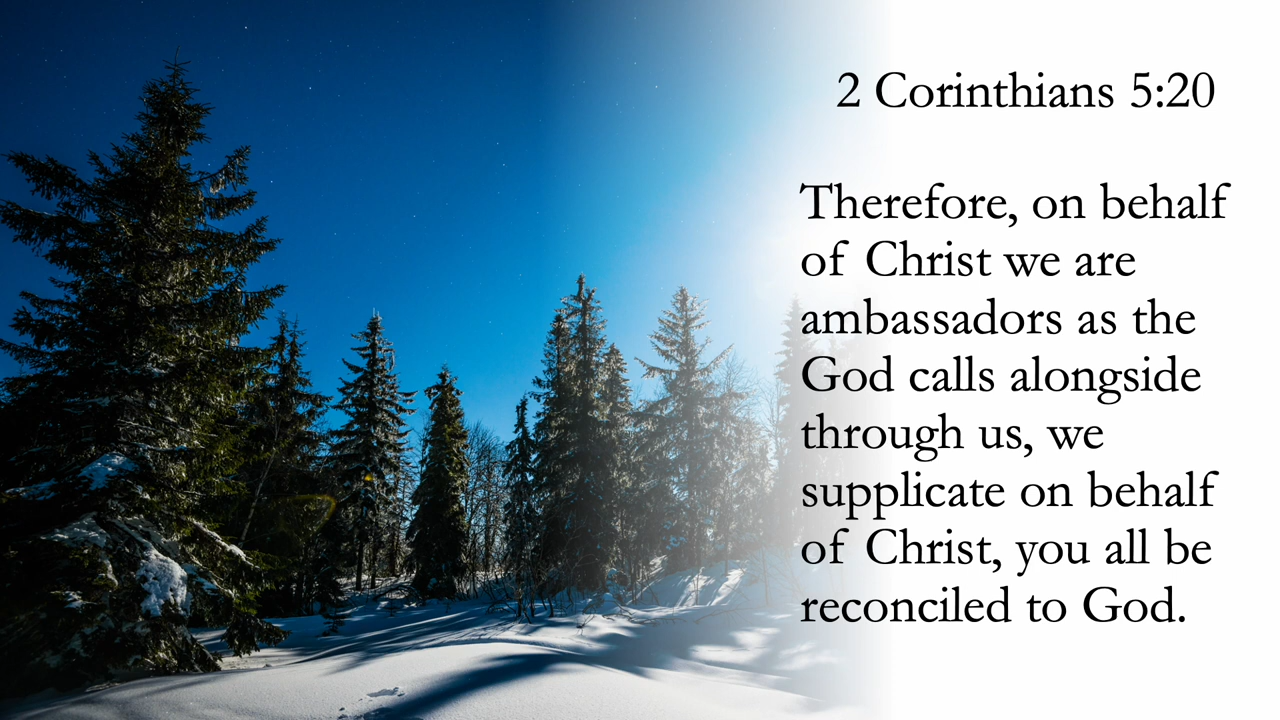 2 Corinthians 5:20
Therefore, on behalf
of Christ we are
ambassadors as the
God calls alongside
through us, we
supplicate on behalf
of Christ, you all be
reconciled to God.